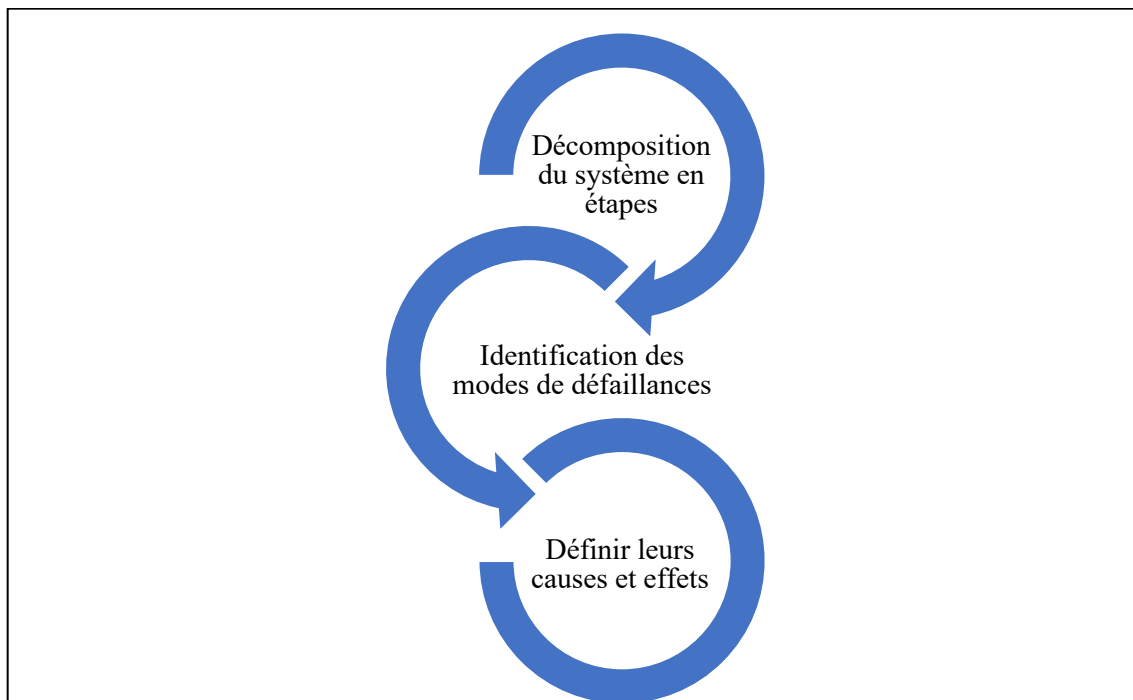 Décomposition
du système en
étapes
Identification des
modes de défaillances
Définir leurs
causes et effets